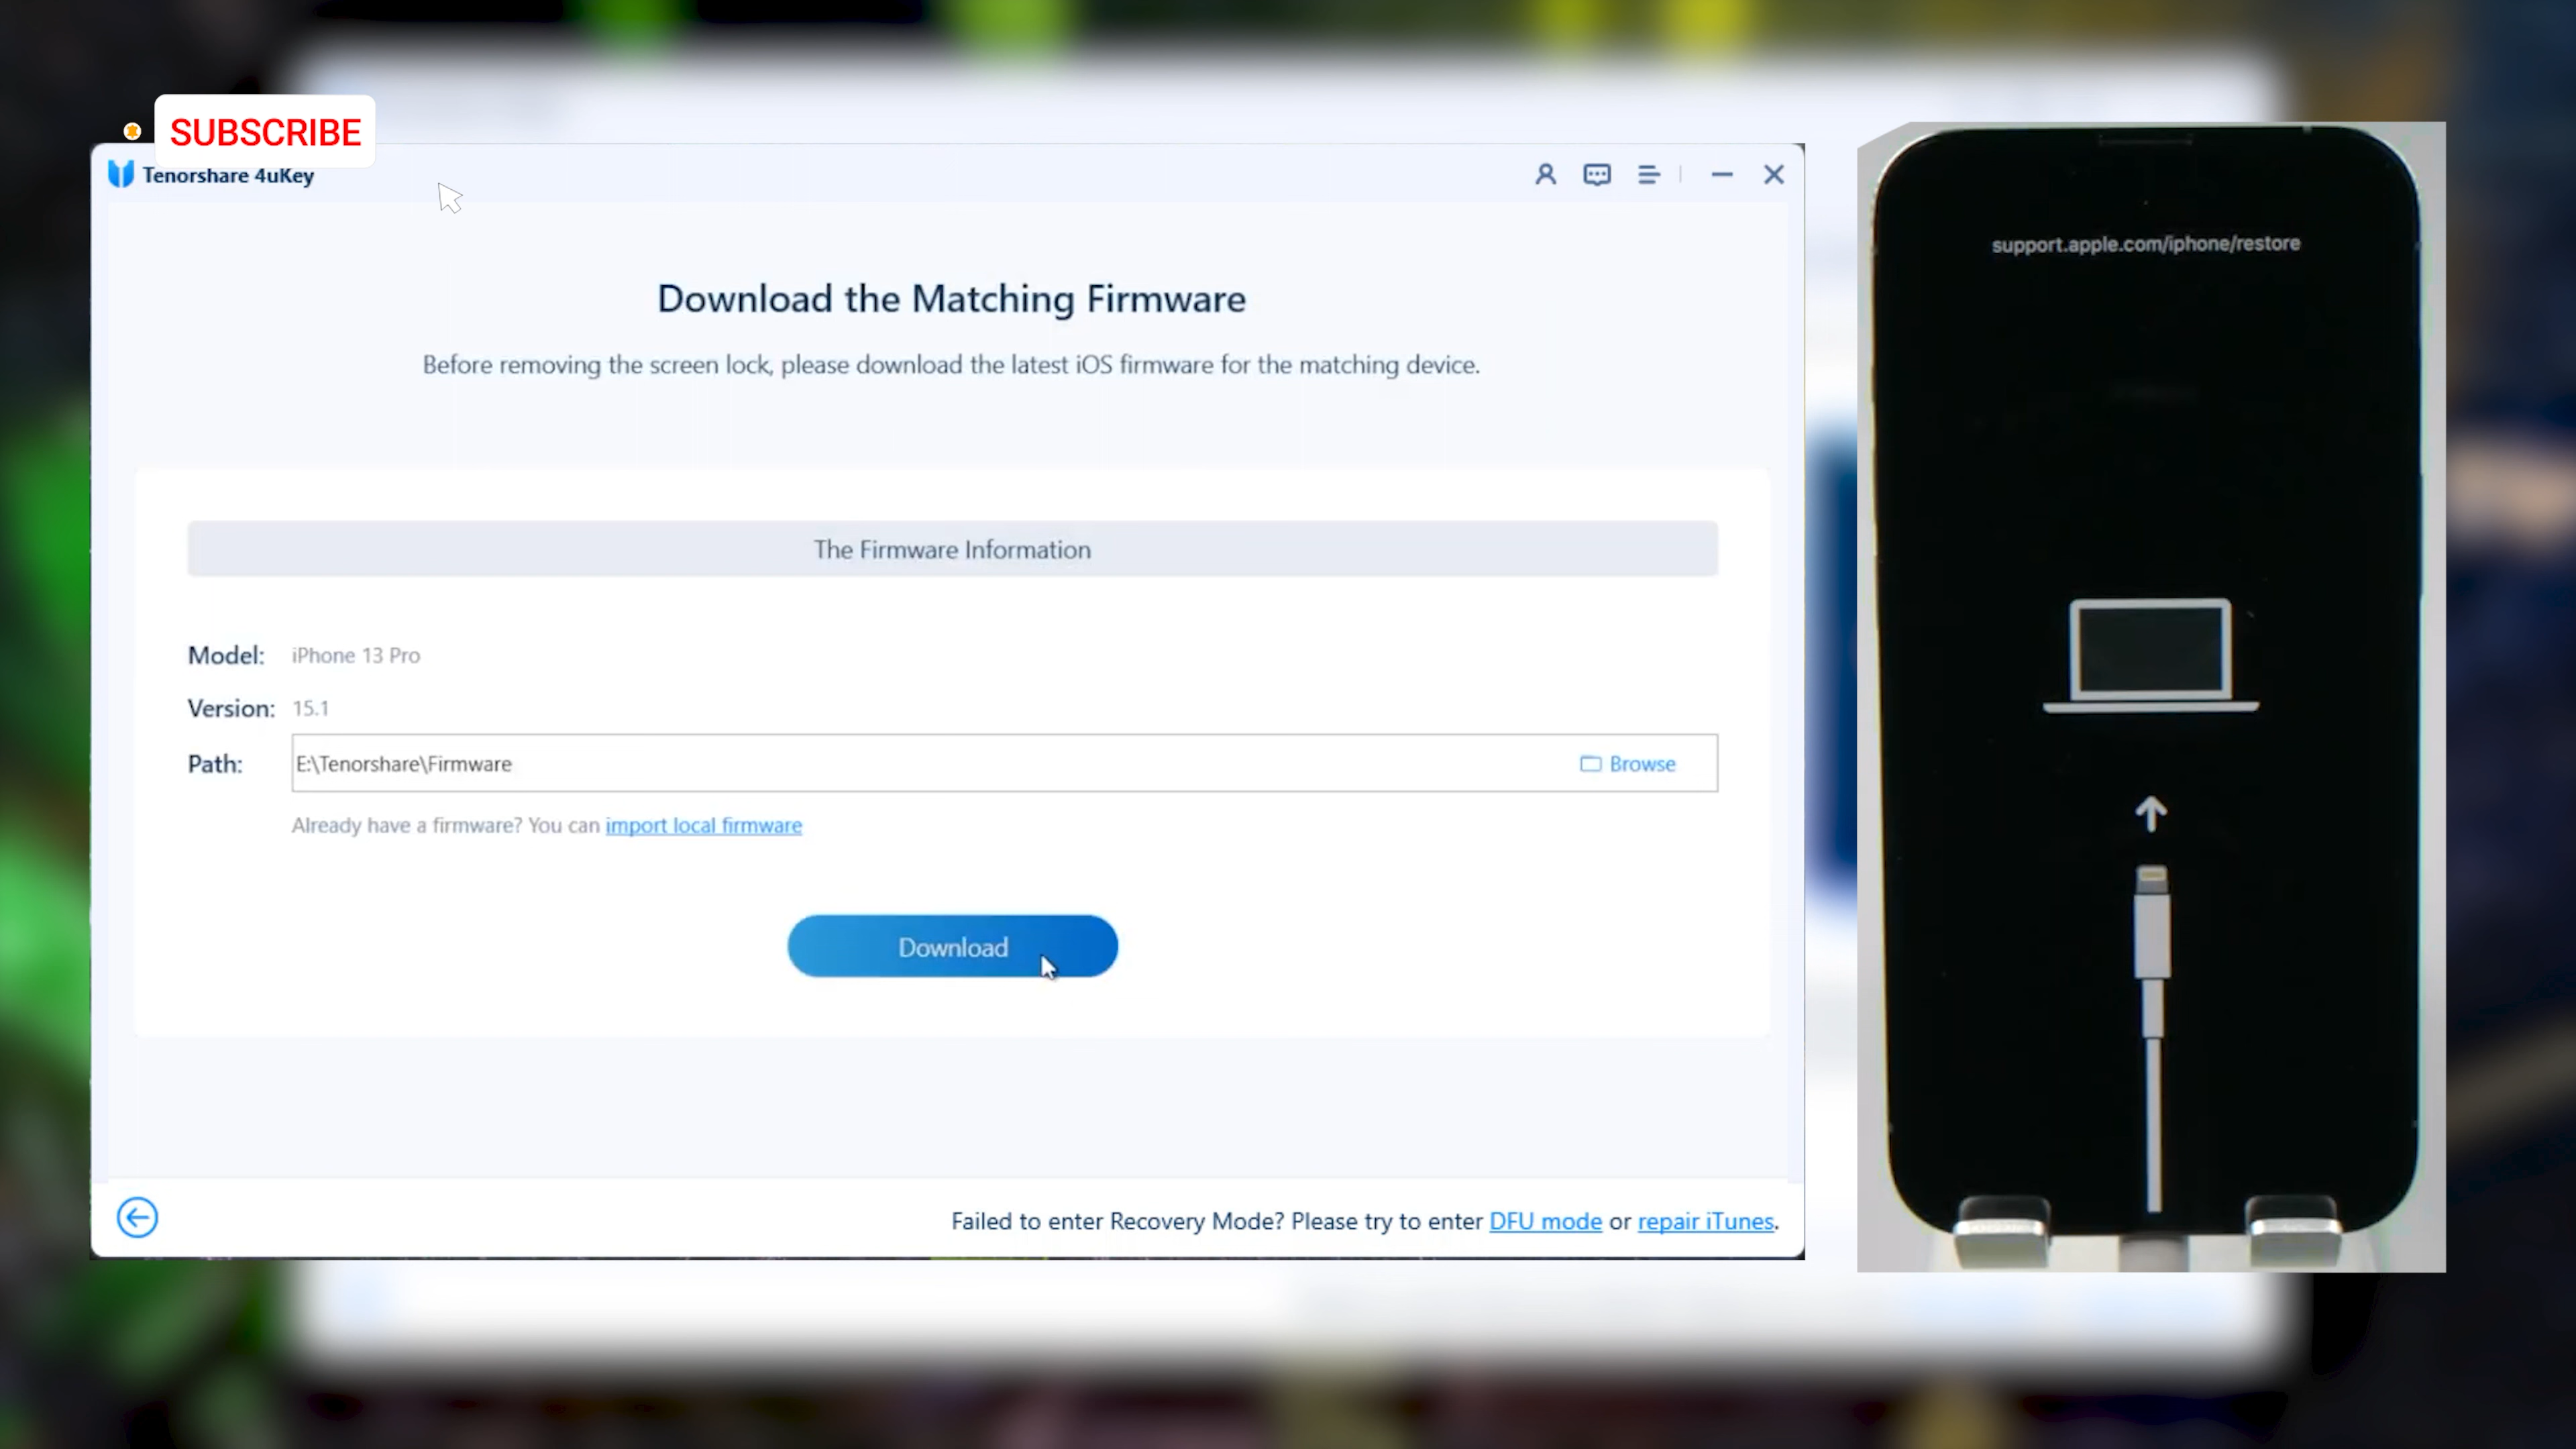 SUBSCRIBE
Tenorshare 4uKey
Download the Matching Firmware
Before removing the screen lock, please download the latest iOS firmware for the matching device.
The Firmware Information
Model: iPhone 13 Pro
Version: 15.1
Path: E:\Tenorshare\Firmware Browse
Already have a firmware? You can import local firmware
Download
Failed to enter Recovery Mode? Please try to enter DFU mode or repair iTunes.
support.apple.com/iphone/restore